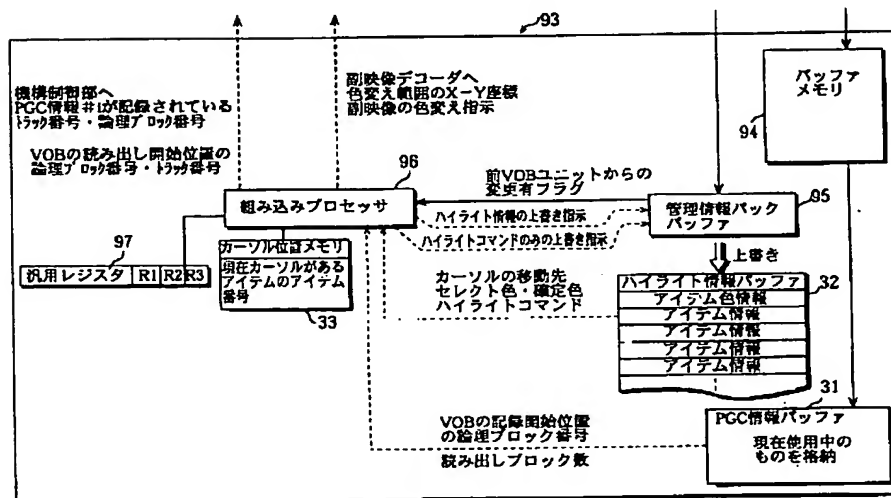 93
機構制御部へ
PGC情報#1が記録されている
トラック番号・論理ブロック番号
VOBの読み出し開始位置の
論理ブロック番号・トラック番号
副映像デコーダへ
色変え範囲のX-Y座標
副映像の色変え指示
バッファ
メモリ
94
96
組み込みプロセッサ
前VOBユニットからの
変更有フラグ
95
管理情報パック
バッファ
ハイライト情報の上書き指示
ハイライトコマンドのみの上書き指示
上書き
97
汎用レジスタ R1 R2 R3
カーソル位置メモリ
現在カーソルがある
アイテムのアイテム
番号
33
カーソルの移動先
セレクト色・確定色
ハイライトコマンド
ハイライト情報バッファ
32
アイテム色情報
アイテム情報
アイテム情報
アイテム情報
アイテム情報
31
PGC情報バッファ
現在使用中の
ものを格納
VOBの記録開始位置
の論理ブロック番号
読み出しブロック数